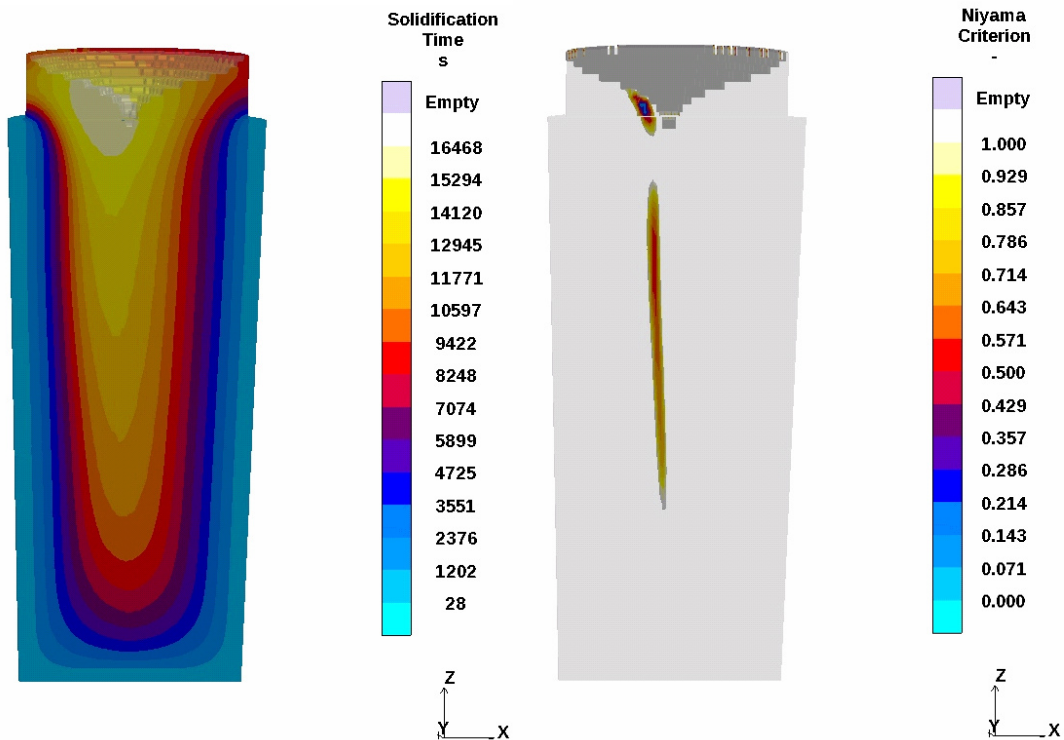 Solidification
Time
s
Empty
16468
15294
14120
12945
11771
10597
9422
8248
7074
5899
4725
3551
2376
1202
28
Z
Y
X
Niyama
Criterion
-
Empty
1.000
0.929
0.857
0.786
0.714
0.643
0.571
0.500
0.429
0.357
0.286
0.214
0.143
0.071
0.000
Z
Y
X